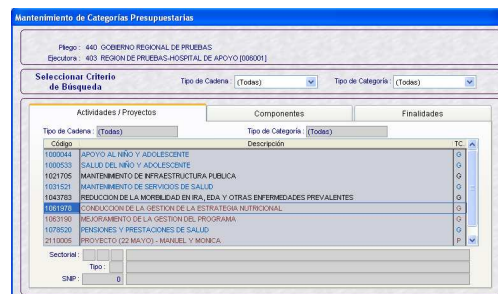 Mantenimiento de Categorías Presupuestarias
Pliego : 440 GOBIERNO REGIONAL DE PRUEBAS
Ejecutora : 403 REGION DE PRUEBAS-HOSPITAL DE APOYO [006001]
Seleccionar Criterio de Búsqueda
Tipo de Cadena : (Todas)
Tipo de Categoría : (Todas)
Actividades / Proyectos
Componentes
Finalidades
Tipo de Cadena : (Todas)
Tipo de Categoría : (Todas)
Código Descripción TC.
1000044 APOYO AL NIÑO Y ADOLESCENTE G
1000533 SALUD DEL NIÑO Y ADOLESCENTE G
1021705 MANTENIMIENTO DE INFRAESTRUCTURA PUBLICA G
1031521 MANTENIMIENTO DE SERVICIOS DE SALUD G
1043783 REDUCCION DE LA MORBILIDAD EN IRA, EDA Y OTRAS ENFERMEDADES PREVALENTES G
1061978 CONDUCCION DE LA GESTION DE LA ESTRATEGIA NUTRICIONAL G
1063190 MEJORAMIENTO DE LA GESTION DEL PROGRAMA G
1078520 PENSIONES Y PRESTACIONES DE SALUD G
2110005 PROYECTO (22 MAYO) - MANUEL Y MONICA P
Sectorial :
Tipo :
SNIP : 0